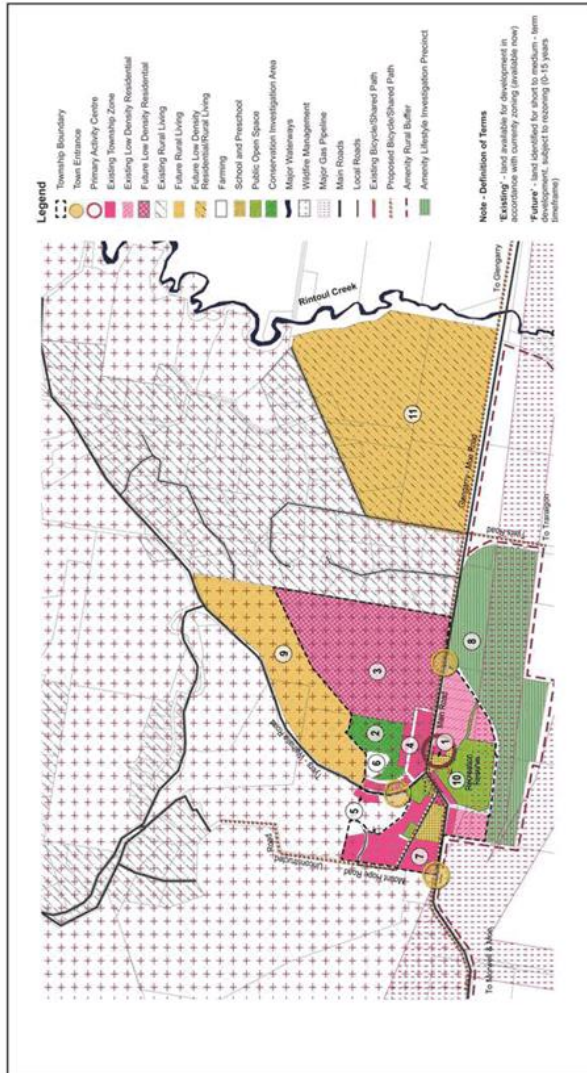 Legend
Township Boundary
Town Entrance
Primary Activity Centre
Existing Township Zone
Existing Low Density Residential
Future Low Density Residential
Existing Rural Living
Future Rural Living
Future Low Density
Residential/Rural Living
Farming
School and Preschool
Public Open Space
Conservation Investigation Area
Major Waterways
Wildfire Management
Major Gas Pipeline
Main Roads
Local Roads
Existing Bicycle/Shared Path
Proposed Bicycle/Shared Path
Amenity Rural Buffer
Amenity Lifestyle Investigation Precinct
Note - Definition of Terms
'Existing' - land available for development in
accordance with currently zoning (available now)
'Future' - land identified for short to medium - term
development, subject to rezoning (0-15 years
timeframe)
Rintoul Creek
To Glengarry
11
Glengarry - Moe Road
To Traralgon
9
3
8
2
6
4
Main Road
1
10
Recreation
Reserve
5
7
Unconstructed
Road
Mount Hope Road